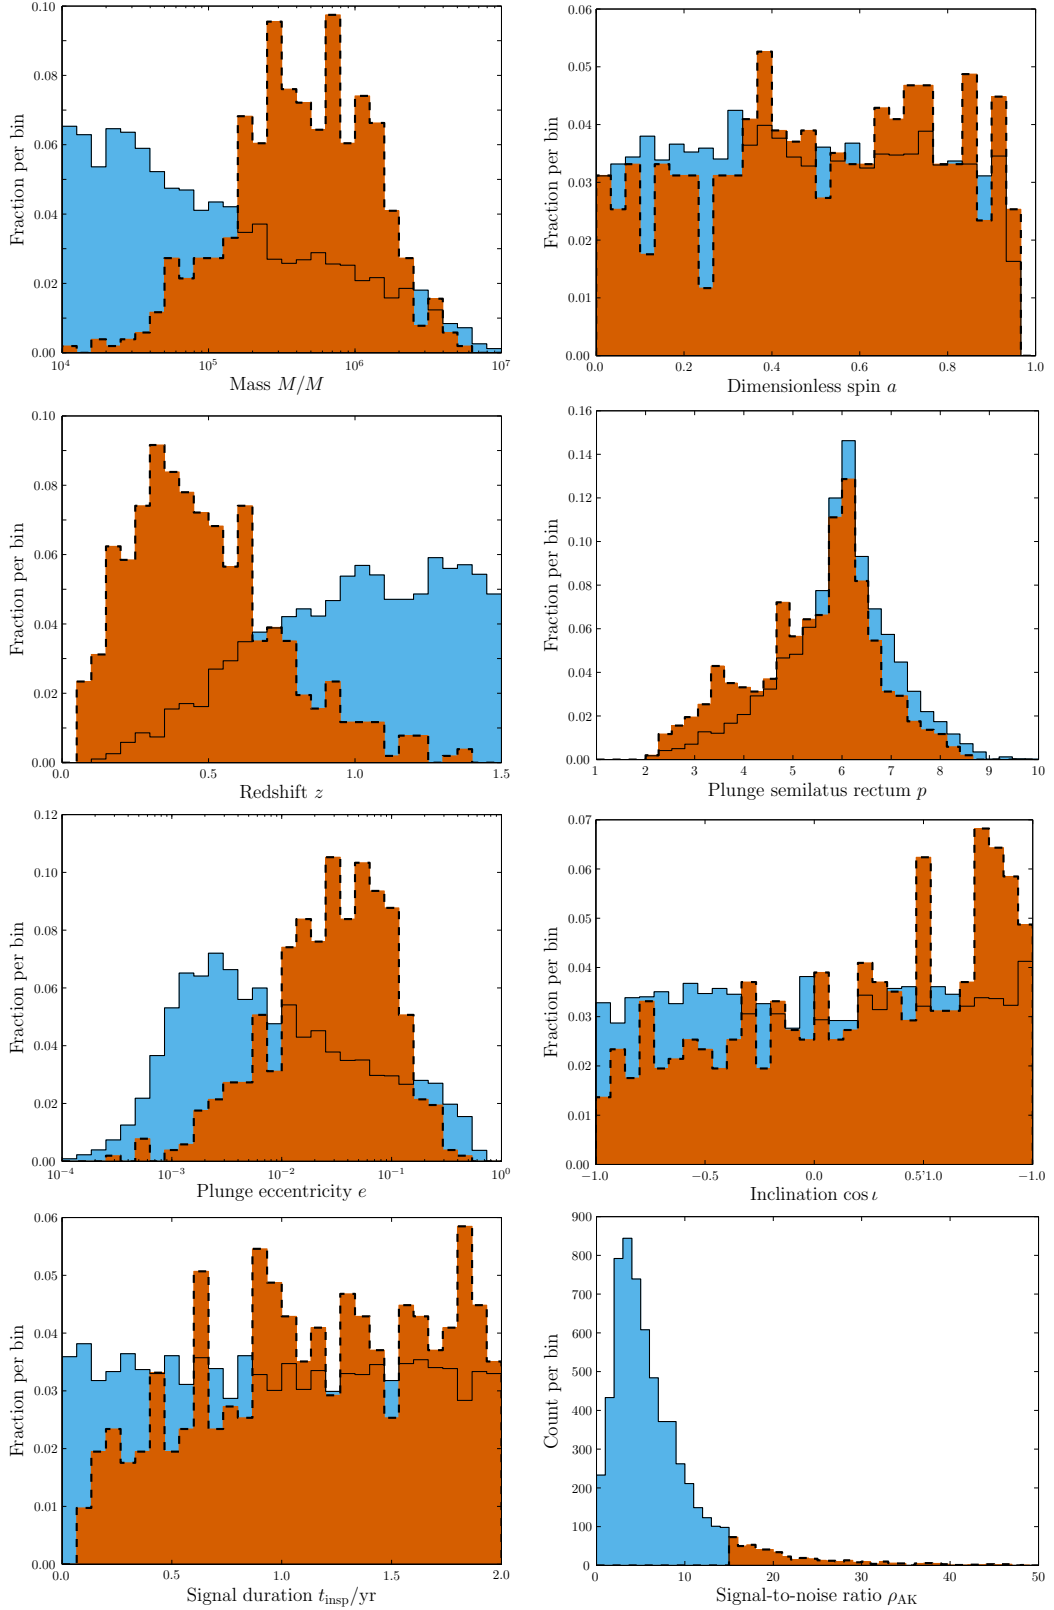 0.10
0.08
0.06
0.04
0.02
0.00
Fraction per bin
10⁴ 10⁵ 10⁶ 10⁷
Mass M/M
0.06
0.05
0.04
0.03
0.02
0.01
0.00
Fraction per bin
0.0 0.2 0.4 0.6 0.8 1.0
Dimensionless spin a
0.10
0.08
0.06
0.04
0.02
0.00
Fraction per bin
0.0 0.5 1.0 1.5
Redshift z
0.16
0.14
0.12
0.10
0.08
0.06
0.04
0.02
0.00
Fraction per bin
1 2 3 4 5 6 7 8 9 10
Plunge semilatus rectum p
0.12
0.10
0.08
0.06
0.04
0.02
0.00
Fraction per bin
10⁻⁴ 10⁻³ 10⁻² 10⁻¹ 10⁰
Plunge eccentricity e
0.07
0.06
0.05
0.04
0.03
0.02
0.01
0.00
Fraction per bin
−1.0 −0.5 0.0 0.5'1.0 −1.0
Inclination cos ι
0.06
0.05
0.04
0.03
0.02
0.01
0.00
Fraction per bin
0.0 0.5 1.0 1.5 2.0
Signal duration t_insp/yr
900
800
700
600
500
400
300
200
100
0
Count per bin
0 10 20 30 40 50
Signal-to-noise ratio ρ_AK